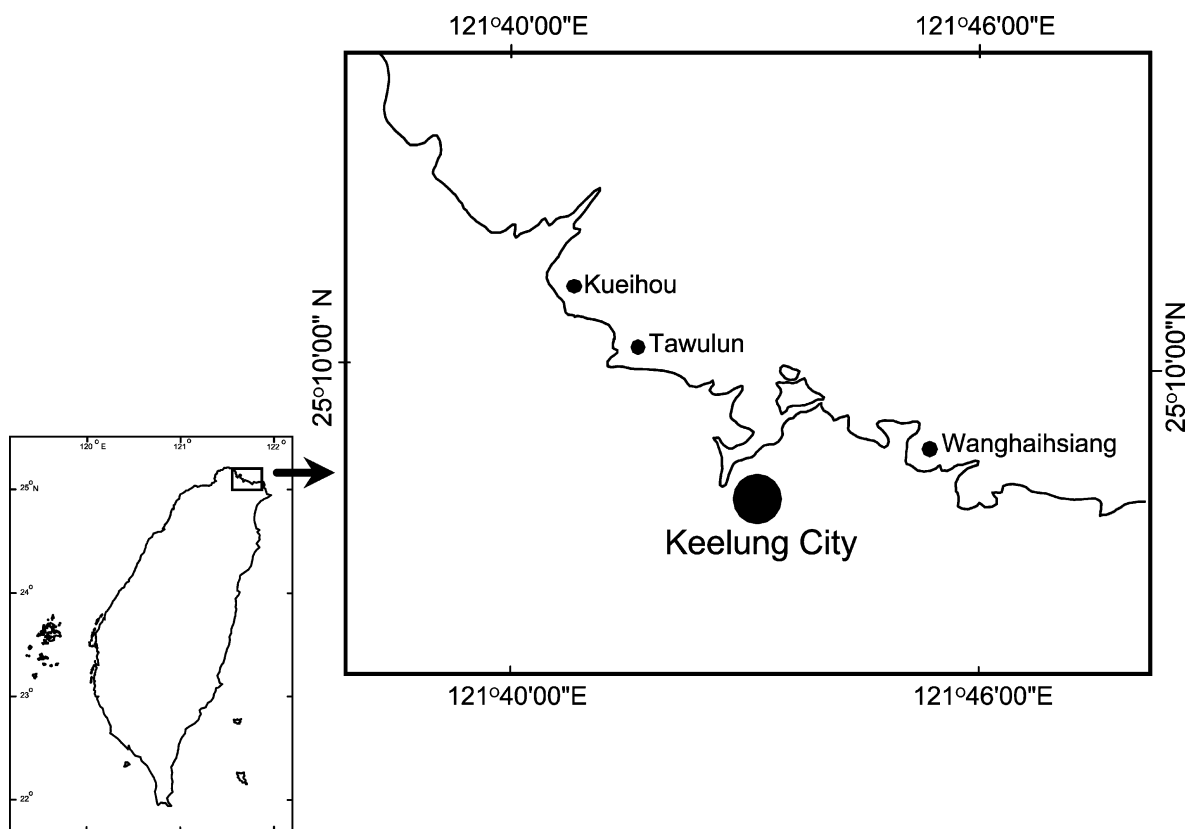 121°40'00"E
121°46'00"E
Kueihou
Tawulun
25°10'00" N
25°10'00"N
Wanghaihsiang
Keelung City
121°40'00"E
121°46'00"E
120° E
121°
122°
25°N
24°
23°
22°